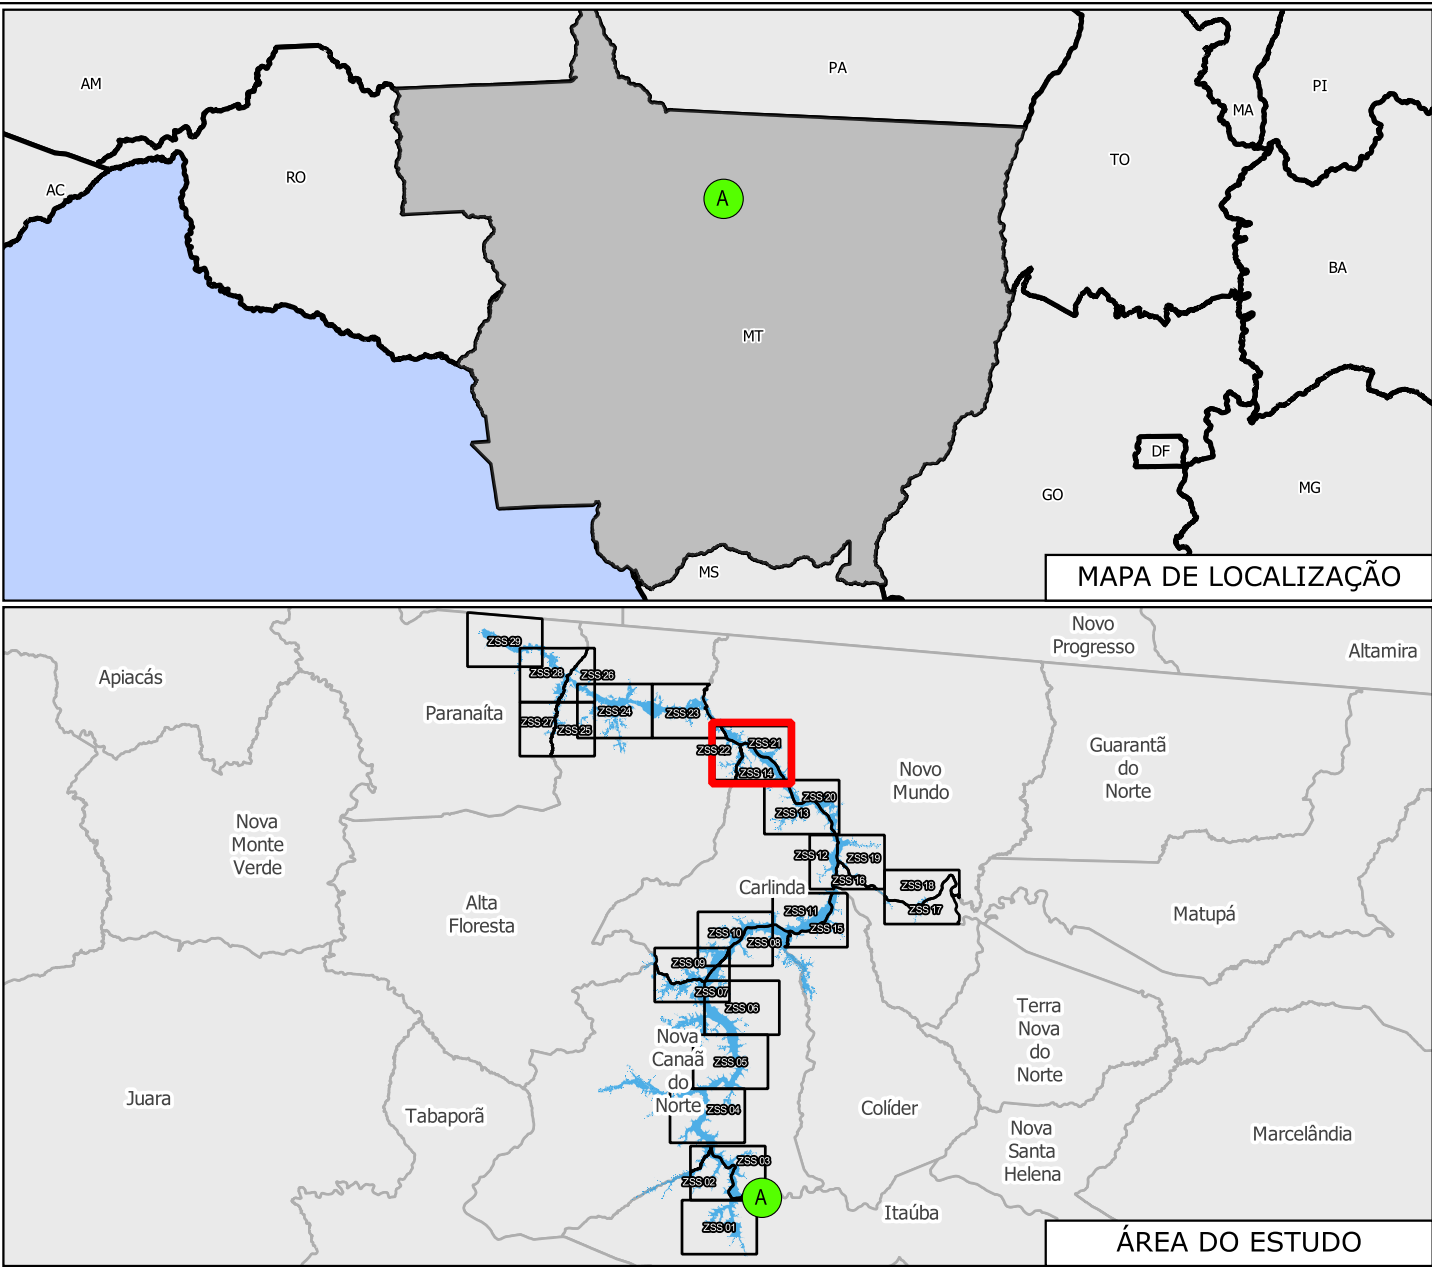 AM
PA
PI
MA
TO
RO
AC
A
BA
MT
DF
GO
MG
MS
MAPA DE LOCALIZAÇÃO
Novo
Progresso
Altamira
Apiacás
Paranaíta
ZSS 29
ZSS 28
ZSS 26
ZSS 27
ZSS 25
ZSS 24
ZSS 23
ZSS 22
ZSS 21
ZSS 14
Guarantã
do
Norte
Novo
Mundo
Nova
Monte
Verde
ZSS 20
ZSS 13
ZSS 12
ZSS 19
ZSS 16
ZSS 18
ZSS 17
Carlinda
Alta
Floresta
Matupá
ZSS 11
ZSS 15
ZSS 10
ZSS 08
ZSS 09
ZSS 07
ZSS 06
Nova
Canaã
do
Norte
Terra
Nova
do
Norte
ZSS 05
ZSS 04
Juara
Tabaporã
Colíder
Nova
Santa
Helena
Marcelândia
ZSS 03
ZSS 02
A
ZSS 01
Itaúba
ÁREA DO ESTUDO